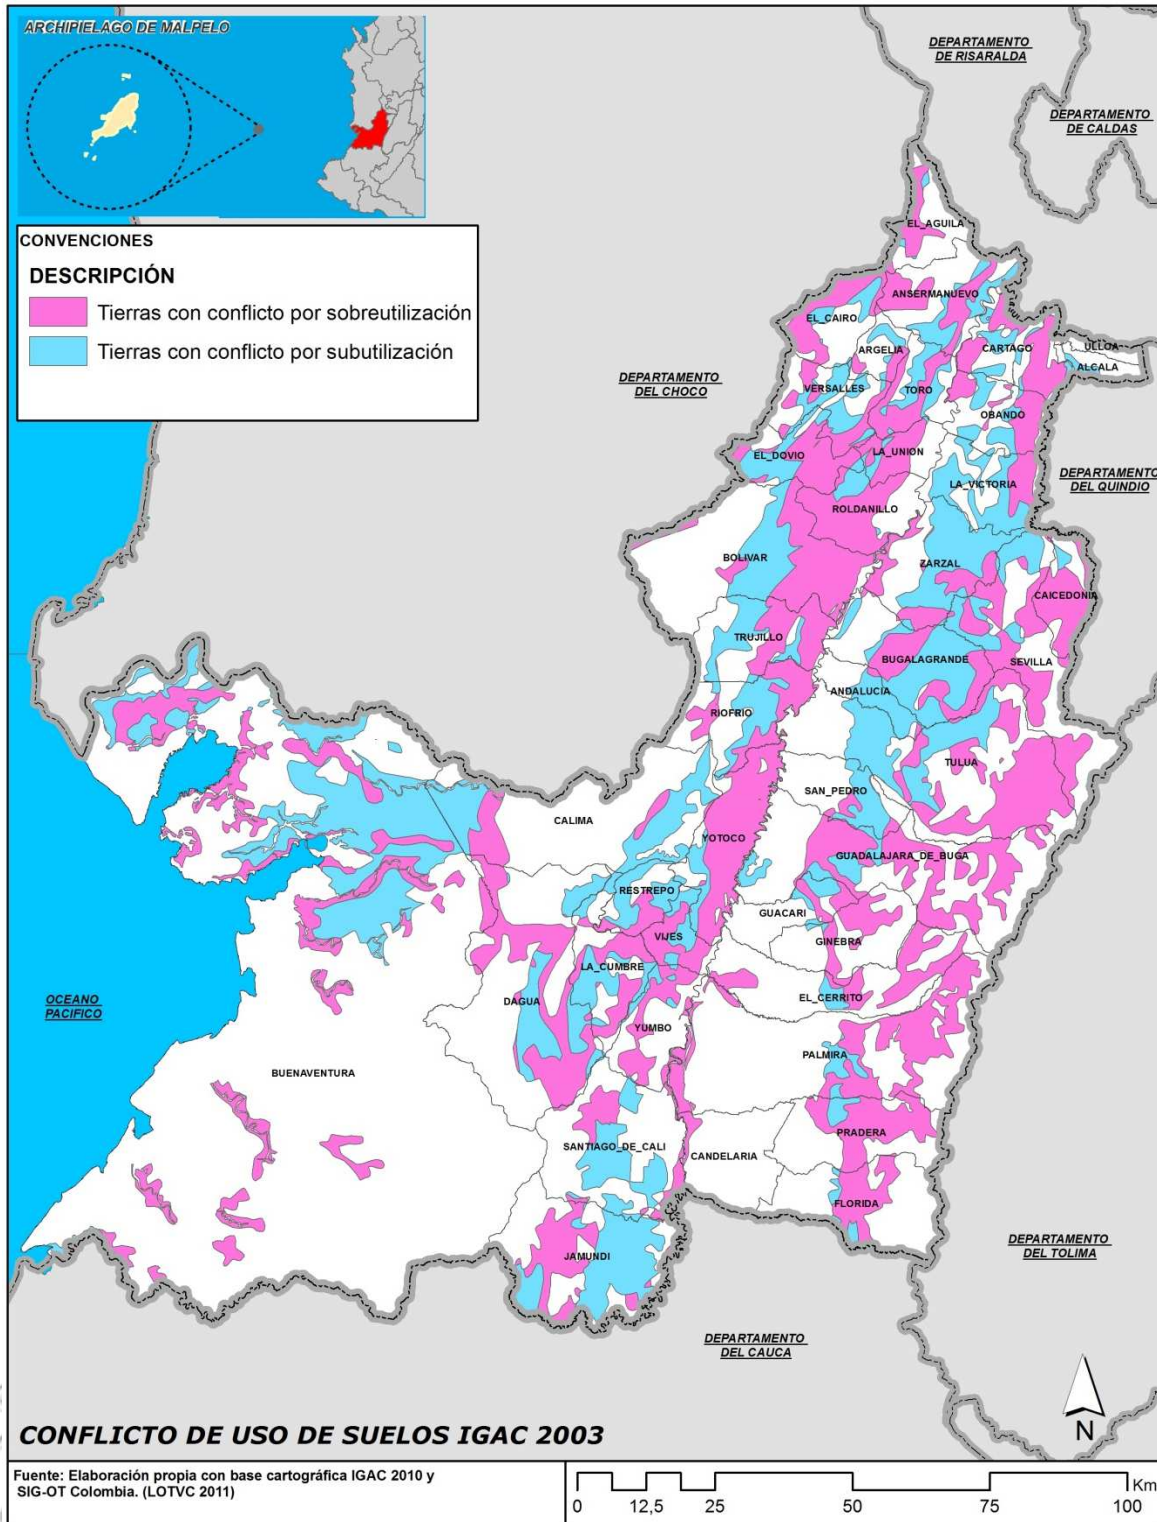 ARCHIPIELAGO DE MALPELO
DEPARTAMENTO
DE RISARALDA
DEPARTAMENTO
DE CALDAS
CONVENCIONES
DESCRIPCIÓN
Tierras con conflicto por sobreutilización
Tierras con conflicto por subutilización
EL_AGUILA
ANSERMANUEVO
EL_CAIRO
ARGELIA
CARTAGO
ULLOA
ALCALA
DEPARTAMENTO
DEL CHOCO
VERSALLES
TORO
OBANDO
EL_DOVIO
LA_UNION
LA_VICTORIA
DEPARTAMENTO
DEL QUINDIO
ROLDANILLO
BOLIVAR
ZARZAL
CAICEDONIA
TRUJILLO
BUGALAGRANDE
SEVILLA
ANDALUCÍA
RIOFRIO
TULUA
SAN_PEDRO
CALIMA
YOTOCO
GUADALAJARA_DE_BUGA
RESTREPO
GUACARI
VIJES
GINEBRA
LA_CUMBRE
DAGUA
EL_CERRITO
OCEANO
PACIFICO
YUMBO
PALMIRA
BUENAVENTURA
PRADERA
SANTIAGO_DE_CALI
CANDELARIA
FLORIDA
JAMUNDI
DEPARTAMENTO
DEL TOLIMA
DEPARTAMENTO
DEL CAUCA
N
CONFLICTO DE USO DE SUELOS IGAC 2003
Fuente: Elaboración propia con base cartográfica IGAC 2010 y
SIG-OT Colombia. (LOTVC 2011)
Km
0 12,5 25 50 75 100